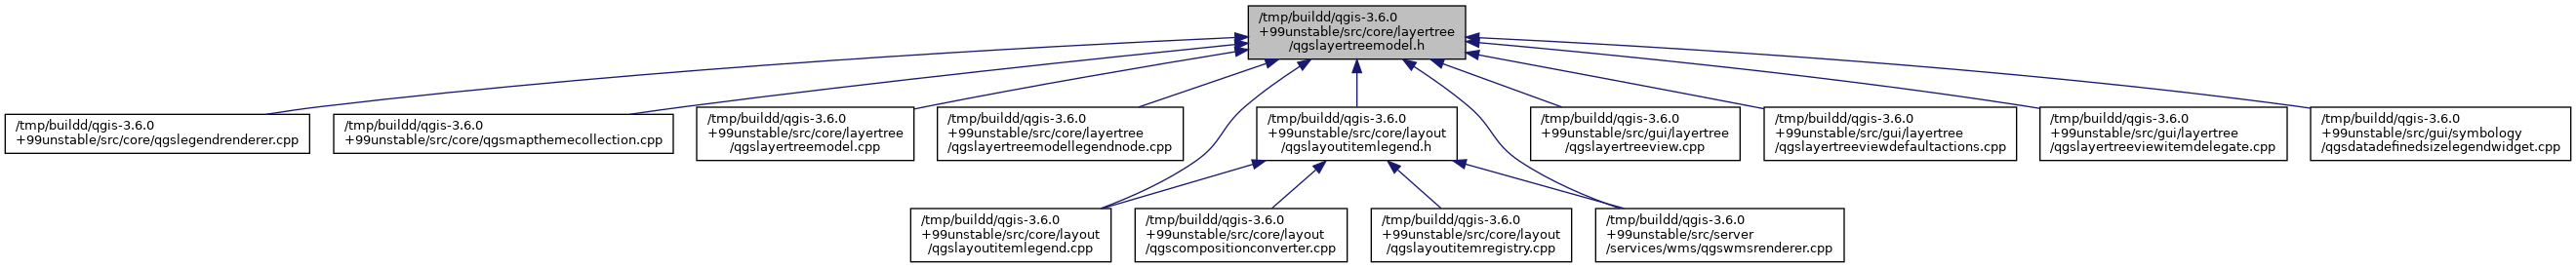 /tmp/buildd/qgis-3.6.0
+99unstable/src/core/layertree
/qgslayertreemodel.h
/tmp/buildd/qgis-3.6.0
+99unstable/src/core/qgslegendrenderer.cpp
/tmp/buildd/qgis-3.6.0
+99unstable/src/core/qgsmapthemecollection.cpp
/tmp/buildd/qgis-3.6.0
+99unstable/src/core/layertree
/qgslayertreemodel.cpp
/tmp/buildd/qgis-3.6.0
+99unstable/src/core/layertree
/qgslayertreemodellegendnode.cpp
/tmp/buildd/qgis-3.6.0
+99unstable/src/core/layout
/qgslayoutitemlegend.h
/tmp/buildd/qgis-3.6.0
+99unstable/src/gui/layertree
/qgslayertreeview.cpp
/tmp/buildd/qgis-3.6.0
+99unstable/src/gui/layertree
/qgslayertreeviewdefaultactions.cpp
/tmp/buildd/qgis-3.6.0
+99unstable/src/gui/layertree
/qgslayertreeviewitemdelegate.cpp
/tmp/buildd/qgis-3.6.0
+99unstable/src/gui/symbology
/qgsdatadefinedsizelegendwidget.cpp
/tmp/buildd/qgis-3.6.0
+99unstable/src/core/layout
/qgslayoutitemlegend.cpp
/tmp/buildd/qgis-3.6.0
+99unstable/src/core/layout
/qgscompositionconverter.cpp
/tmp/buildd/qgis-3.6.0
+99unstable/src/core/layout
/qgslayoutitemregistry.cpp
/tmp/buildd/qgis-3.6.0
+99unstable/src/server
/services/wms/qgswmsrenderer.cpp